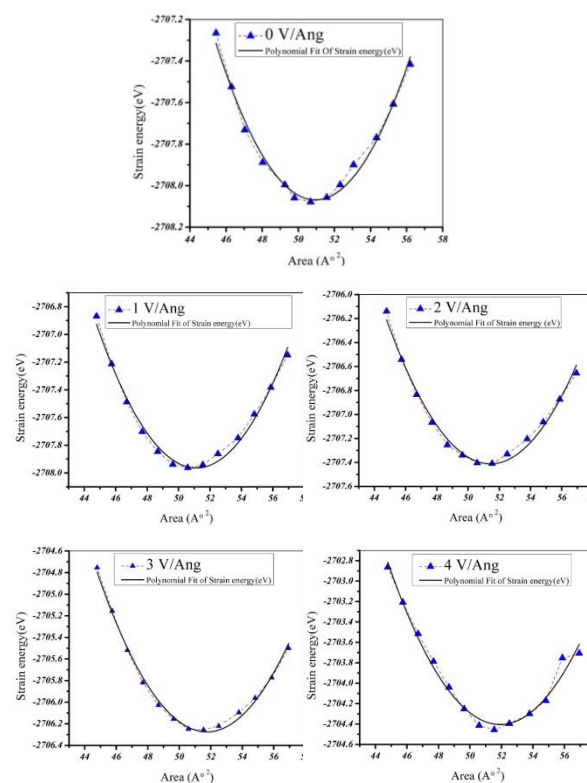 0 V/Ang
Polynomial Fit Of Strain energy(eV)
Strain energy(eV)
-2707.2
-2707.4
-2707.6
-2707.8
-2708.0
-2708.2
44 46 48 50 52 54 56 58
Area (A° ²)
1 V/Ang
Polynomial Fit of Strain energy(eV)
Strain energy(eV)
-2706.8
-2707.0
-2707.2
-2707.4
-2707.6
-2707.8
-2708.0
44 46 48 50 52 54 56
Area (A° ²)
2 V/Ang
Polynomial Fit of Strain energy (eV)
Strain energy(eV)
-2706.0
-2706.2
-2706.4
-2706.6
-2706.8
-2707.0
-2707.2
-2707.4
-2707.6
44 46 48 50 52 54 56
Area (A° ²)
3 V/Ang
Polynomial Fit of Strain energy(eV)
Strain energy(eV)
-2704.4
-2704.6
-2704.8
-2705.0
-2705.2
-2705.4
-2705.6
-2705.8
-2706.0
-2706.2
-2706.4
44 46 48 50 52 54 56
Area (A° ²)
4 V/Ang
Polynomial Fit of Strain energy(eV)
Strain energy(eV)
-2702.8
-2703.0
-2703.2
-2703.4
-2703.6
-2703.8
-2704.0
-2704.2
-2704.4
-2704.6
44 46 48 50 52 54 56
Area (A° ²)